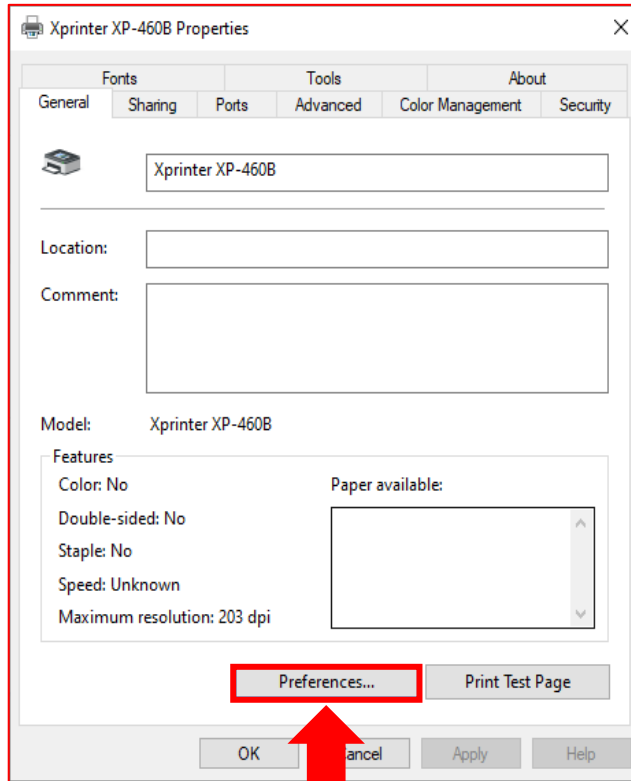 Xprinter XP-460B Properties
Fonts Tools About
General Sharing Ports Advanced Color Management Security
Xprinter XP-460B
Location:
Comment:
Model: Xprinter XP-460B
Features
Color: No Paper available:
Double-sided: No
Staple: No
Speed: Unknown
Maximum resolution: 203 dpi
Preferences... Print Test Page
OK ancel Apply Help